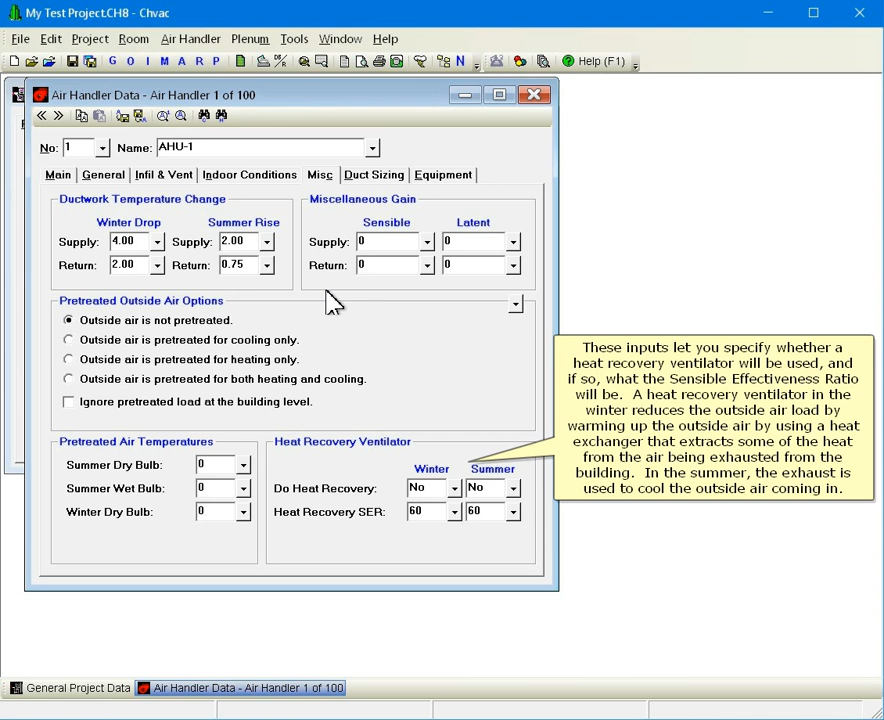 My Test Project.CH8 - Chvac
File Edit Project Room Air Handler Plenum Tools Window Help
G O I M A R P N Help (F1)
Air Handler Data - Air Handler 1 of 100
No: 1 Name: AHU-1
Main General Infil & Vent Indoor Conditions Misc Duct Sizing Equipment
Ductwork Temperature Change Miscellaneous Gain
Winter Drop Summer Rise Sensible Latent
Supply: 4.00 Supply: 2.00 Supply: 0 0
Return: 2.00 Return: 0.75 Return: 0 0
Pretreated Outside Air Options
Outside air is not pretreated.
Outside air is pretreated for cooling only.
Outside air is pretreated for heating only.
Outside air is pretreated for both heating and cooling.
Ignore pretreated load at the building level.
Pretreated Air Temperatures Heat Recovery Ventilator
Winter Summer
Summer Dry Bulb: 0
Summer Wet Bulb: 0 Do Heat Recovery: No No
Winter Dry Bulb: 0 Heat Recovery SER: 60 60
These inputs let you specify whether a
heat recovery ventilator will be used, and
if so, what the Sensible Effectiveness Ratio
will be. A heat recovery ventilator in the
winter reduces the outside air load by
warming up the outside air by using a heat
exchanger that extracts some of the heat
from the air being exhausted from the
building. In the summer, the exhaust is
used to cool the outside air coming in.
General Project Data Air Handler Data - Air Handler 1 of 100